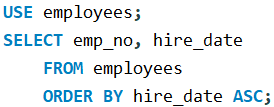 USE employees;
SELECT emp_no, hire_date
    FROM employees
    ORDER BY hire_date ASC;